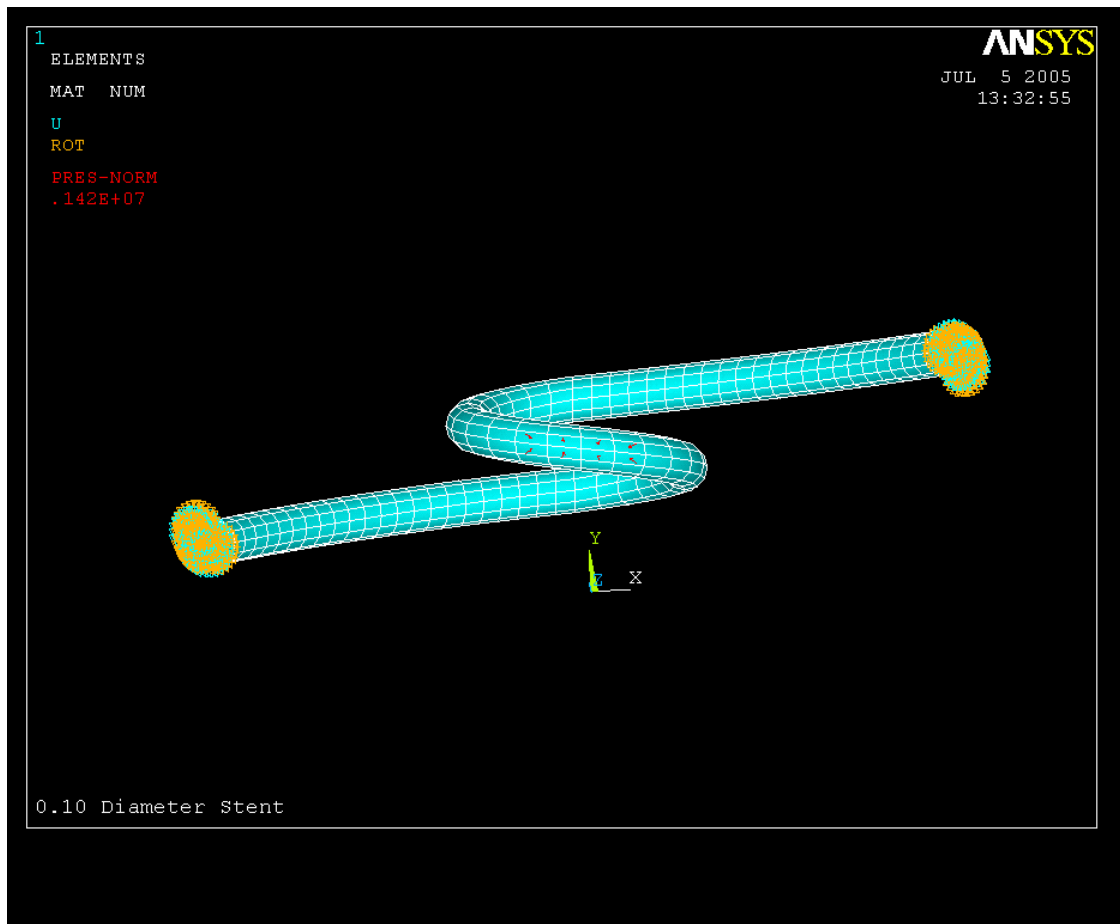 1
ELEMENTS
MAT NUM
U
ROT
PRES-NORM
.142E+07
ANSYS
JUL 5 2005
13:32:55
Y
Z
X
0.10 Diameter Stent